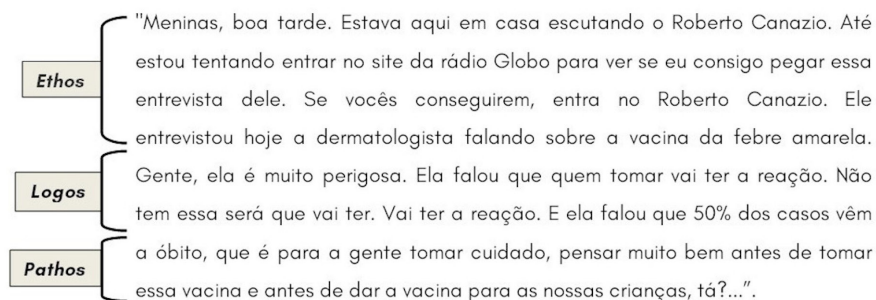 "Meninas, boa tarde. Estava aqui em casa escutando o Roberto Canazio. Até
estou tentando entrar no site da rádio Globo para ver se eu consigo pegar essa
Ethos
entrevista dele. Se vocês conseguirem, entra no Roberto Canazio. Ele
entrevistou hoje a dermatologista falando sobre a vacina da febre amarela.
Gente, ela é muito perigosa. Ela falou que quem tomar vai ter a reação. Não
Logos
tem essa será que vai ter. Vai ter a reação. E ela falou que 50% dos casos vêm
a óbito, que é para a gente tomar cuidado, pensar muito bem antes de tomar
Pathos
essa vacina e antes de dar a vacina para as nossas crianças, tá?...”.